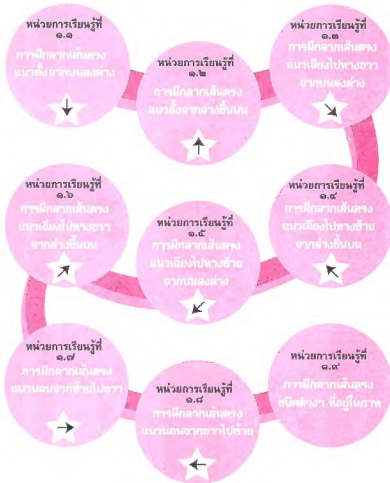 หน่วยการเรียนรู้ที่
๑.๑
การฝึกลากเส้นตรง
แนวตั้งจากบนลงล่าง
หน่วยการเรียนรู้ที่
๑.๒
การฝึกลากเส้นตรง
แนวตั้งจากล่างขึ้นบน
หน่วยการเรียนรู้ที่
๑.๓
การฝึกลากเส้นตรง
แนวเฉียงไปทางขวา
จากบนลงล่าง
หน่วยการเรียนรู้ที่
๑.๔
การฝึกลากเส้นตรง
แนวเฉียงไปทางซ้าย
จากล่างขึ้นบน
หน่วยการเรียนรู้ที่
๑.๕
การฝึกลากเส้นตรง
แนวเฉียงไปทางซ้าย
จากบนลงล่าง
หน่วยการเรียนรู้ที่
๑.๖
การฝึกลากเส้นตรง
แนวเฉียงไปทางขวา
จากล่างขึ้นบน
หน่วยการเรียนรู้ที่
๑.๗
การฝึกลากเส้นตรง
แนวนอนจากซ้ายไปขวา
หน่วยการเรียนรู้ที่
๑.๘
การฝึกลากเส้นตรง
แนวนอนจากขวาไปซ้าย
หน่วยการเรียนรู้ที่
๑.๙
การฝึกลากเส้นตรง
ชนิดต่างๆ ที่อยู่ในภาพ